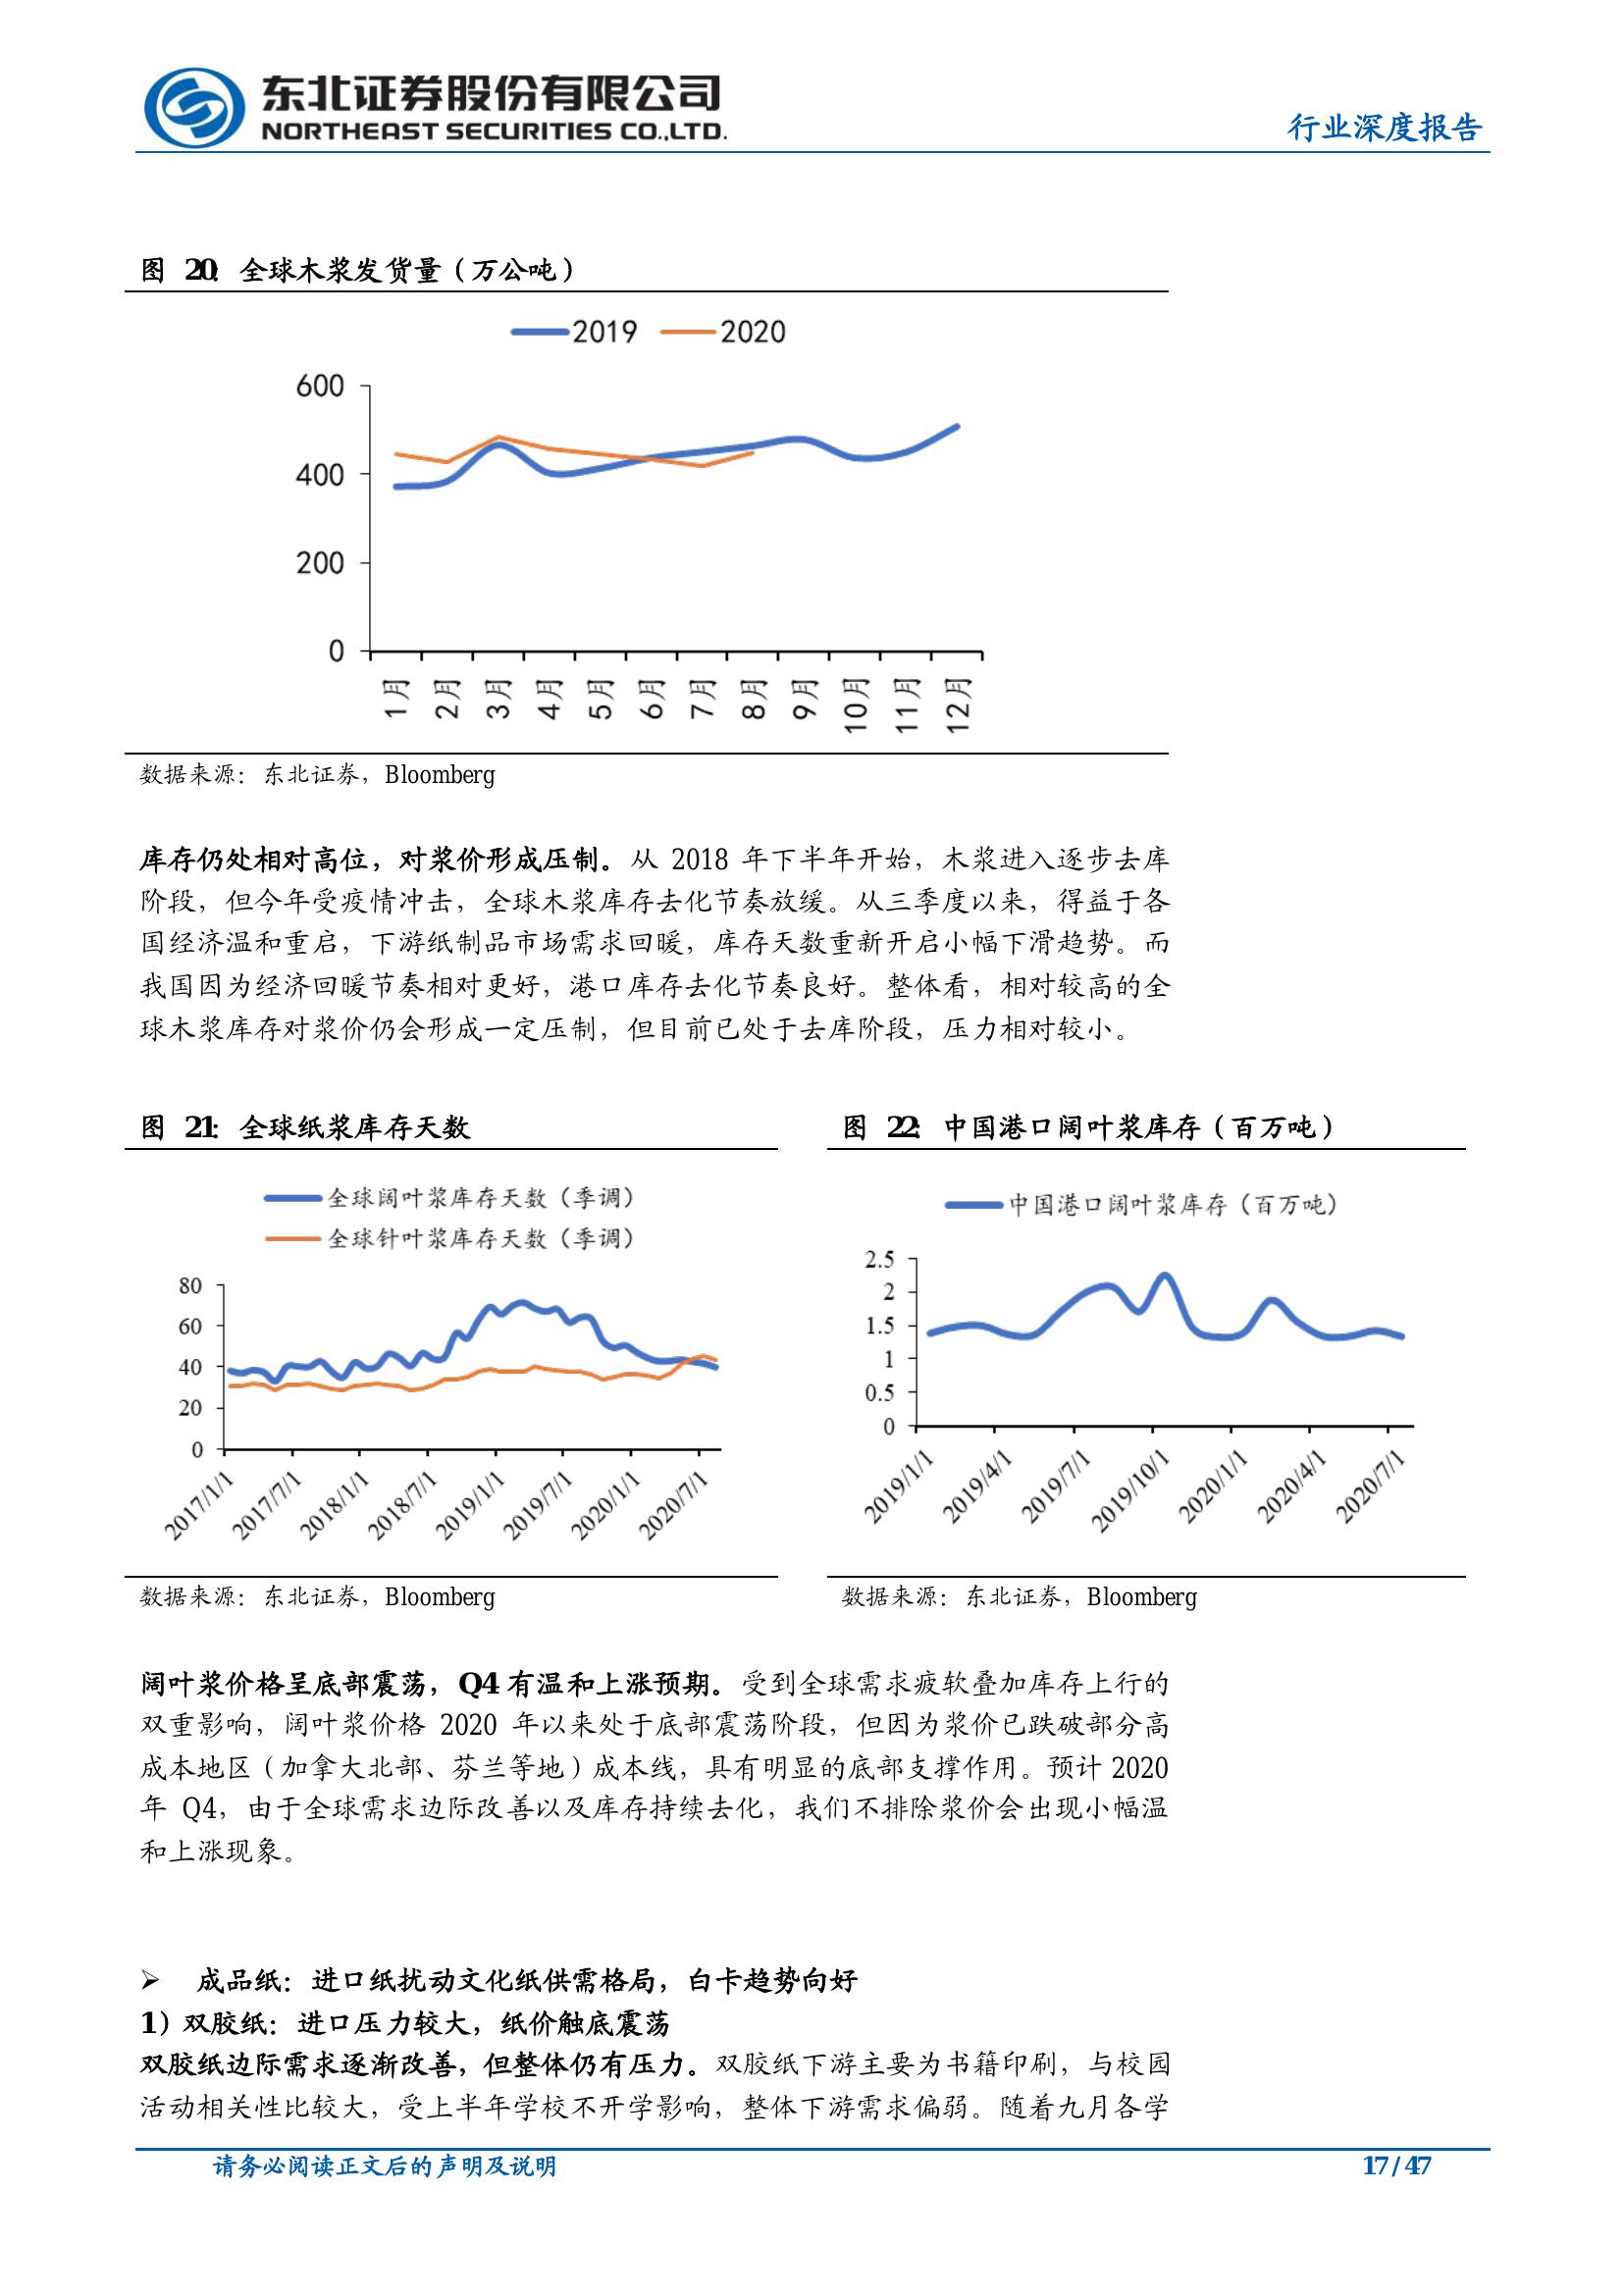 东北证券股份有限公司
NORTHEAST SECURITIES CO.,LTD.
行业深度报告
图 20：全球木浆发货量（万公吨）
2019 2020
600
400
200
0
1月 2月 3月 4月 5月 6月 7月 8月 9月 10月 11月 12月
数据来源：东北证券，Bloomberg
库存仍处相对高位，对浆价形成压制。从 2018 年下半年开始，木浆进入逐步去库
阶段，但今年受疫情冲击，全球木浆库存去化节奏放缓。从三季度以来，得益于各
国经济温和重启，下游纸制品市场需求回暖，库存天数重新开启小幅下滑趋势。而
我国因为经济回暖节奏相对更好，港口库存去化节奏良好。整体看，相对较高的全
球木浆库存对浆价仍会形成一定压制，但目前已处于去库阶段，压力相对较小。
图 21：全球纸浆库存天数
全球阔叶浆库存天数（季调）
全球针叶浆库存天数（季调）
80
60
40
20
0
2017/1/1 2017/7/1 2018/1/1 2018/7/1 2019/1/1 2019/7/1 2020/1/1 2020/7/1
数据来源：东北证券，Bloomberg
图 22：中国港口阔叶浆库存（百万吨）
中国港口阔叶浆库存（百万吨）
2.5
2
1.5
1
0.5
0
2019/1/1 2019/4/1 2019/7/1 2019/10/1 2020/1/1 2020/4/1 2020/7/1
数据来源：东北证券，Bloomberg
阔叶浆价格呈底部震荡，Q4 有温和上涨预期。受到全球需求疲软叠加库存上行的
双重影响，阔叶浆价格 2020 年以来处于底部震荡阶段，但因为浆价已跌破部分高
成本地区（加拿大北部、芬兰等地）成本线，具有明显的底部支撑作用。预计 2020
年 Q4，由于全球需求边际改善以及库存持续去化，我们不排除浆价会出现小幅温
和上涨现象。
➢ 成品纸：进口纸扰动文化纸供需格局，白卡趋势向好
1）双胶纸：进口压力较大，纸价触底震荡
双胶纸边际需求逐渐改善，但整体仍有压力。双胶纸下游主要为书籍印刷，与校园
活动相关性比较大，受上半年学校不开学影响，整体下游需求偏弱。随着九月各学
请务必阅读正文后的声明及说明
17 / 47